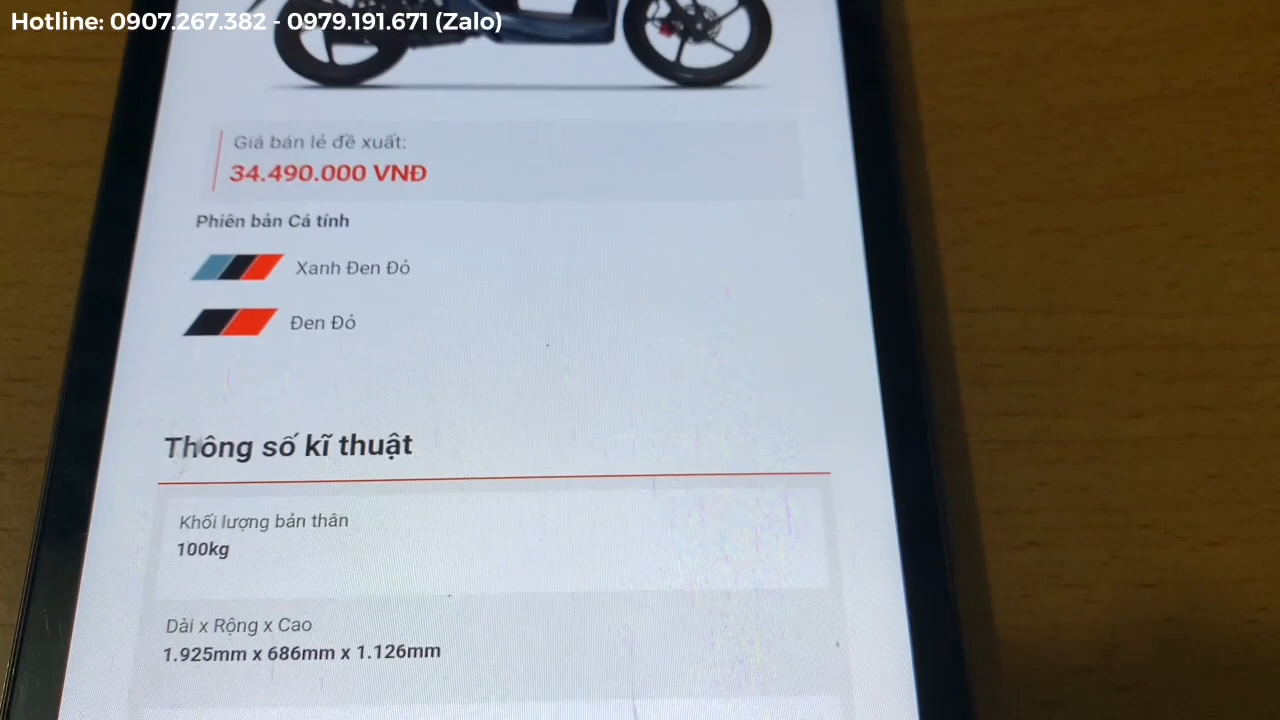 Hotline: 0907.267.382 - 0979.191.671 (Zalo)
Giá bán lẻ đề xuất:
34.490.000 VNĐ
Phiên bản Cá tính
Xanh Đen Đỏ
Đen Đỏ
Thông số kĩ thuật
Khối lượng bản thân
100kg
Dài x Rộng x Cao
1.925mm x 686mm x 1.126mm